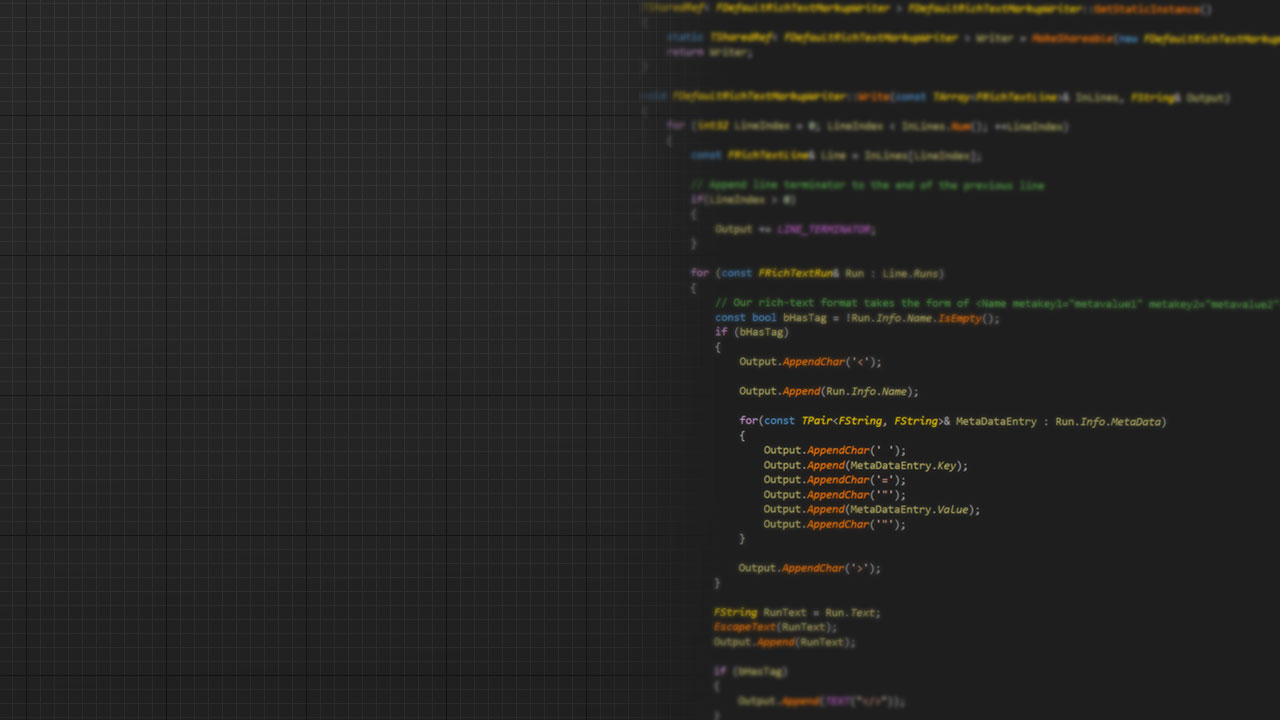 TSharedRef< FDefaultRichTextMarkupWriter > FDefaultRichTextMarkupWriter::GetStaticInstance()
{
static TSharedRef< FDefaultRichTextMarkupWriter > Writer = MakeShareable(new FDefaultRichTextMarkup
return Writer;
}
void FDefaultRichTextMarkupWriter::Write(const TArray<FRichTextLine>& InLines, FString& Output)
{
for (int32 LineIndex = 0; LineIndex < InLines.Num(); ++LineIndex)
{
const FRichTextLine& Line = InLines[LineIndex];
// Append line terminator to the end of the previous line
if(LineIndex > 0)
{
Output += LINE_TERMINATOR;
}
for (const FRichTextRun& Run : Line.Runs)
{
// Our rich-text format takes the form of <Name metakey1="metavalue1" metakey2="metavalue2"
const bool bHasTag = !Run.Info.Name.IsEmpty();
if (bHasTag)
{
Output.AppendChar('<');
Output.Append(Run.Info.Name);
for(const TPair<FString, FString>& MetaDataEntry : Run.Info.MetaData)
{
Output.AppendChar(' ');
Output.Append(MetaDataEntry.Key);
Output.AppendChar('=');
Output.AppendChar('"');
Output.Append(MetaDataEntry.Value);
Output.AppendChar('"');
}
Output.AppendChar('>');
}
FString RunText = Run.Text;
EscapeText(RunText);
Output.Append(RunText);
if (bHasTag)
{
Output.Append(TEXT("</>"));
}